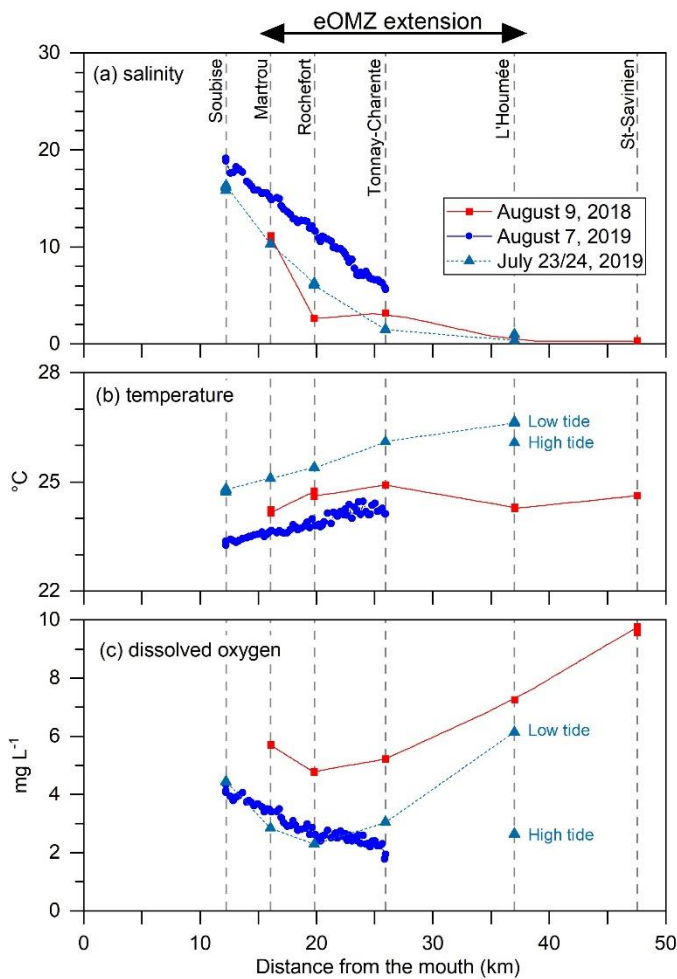 eOMZ extension
30
(a) salinity
Soubise
Martrou
Rochefort
Tonnay-Charente
L'Houmée
St-Savinien
20
August 9, 2018
August 7, 2019
July 23/24, 2019
10
0
28
(b) temperature
Low tide
High tide
°C
25
22
10
(c) dissolved oxygen
8
mg L-1
6
Low tide
4
High tide
2
0
0 10 20 30 40 50
Distance from the mouth (km)